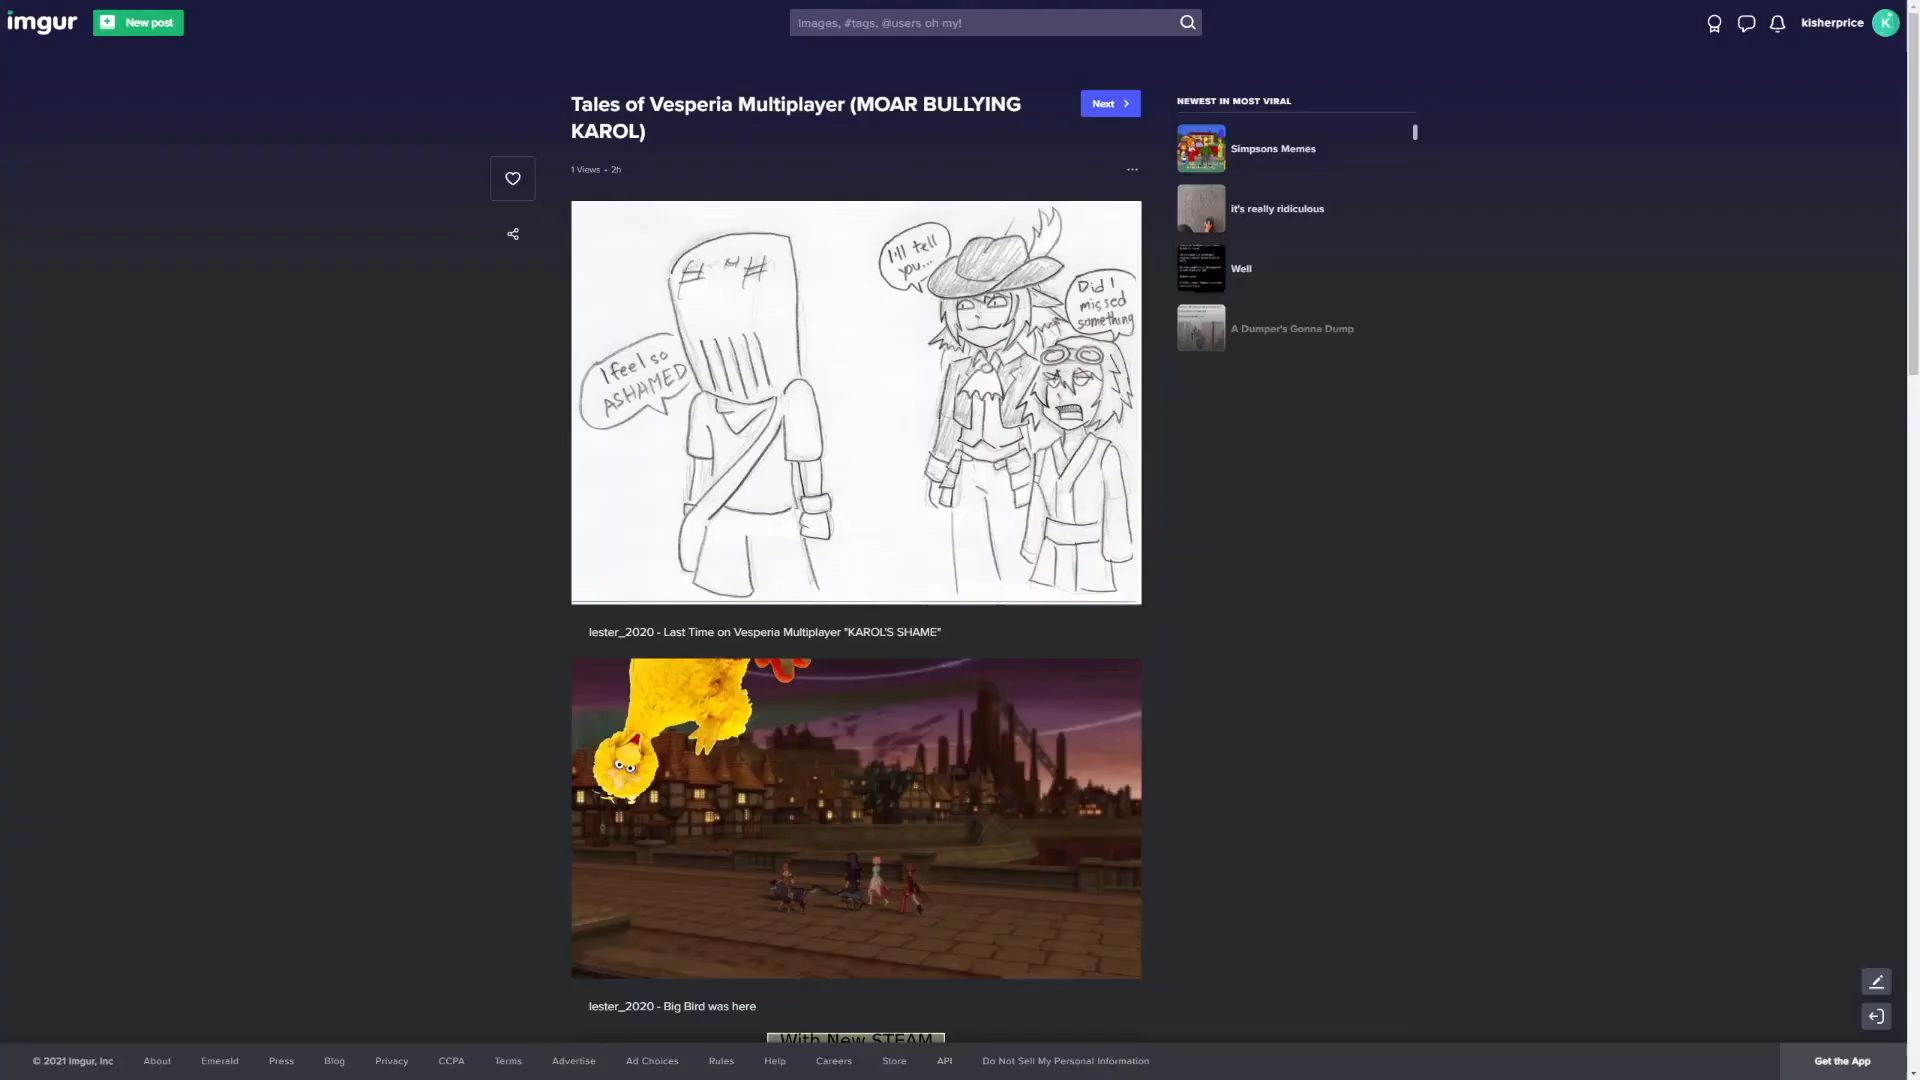 imgur
New post
Images, #tags, @users oh my!
kisherprice
K
Tales of Vesperia Multiplayer (MOAR BULLYING
KAROL)
Next
1 Views • 2h
NEWEST IN MOST VIRAL
Simpsons Memes
it's really ridiculous
Well
A Dumper's Gonna Dump
I'll tell
you...
Did I
missed
something
I feel so
ASHAMED
lester_2020 - Last Time on Vesperia Multiplayer "KAROL'S SHAME"
lester_2020 - Big Bird was here
With New STEAM
© 2021 Imgur, Inc
About
Emerald
Press
Blog
Privacy
CCPA
Terms
Advertise
Ad Choices
Rules
Help
Careers
Store
API
Do Not Sell My Personal Information
Get the App